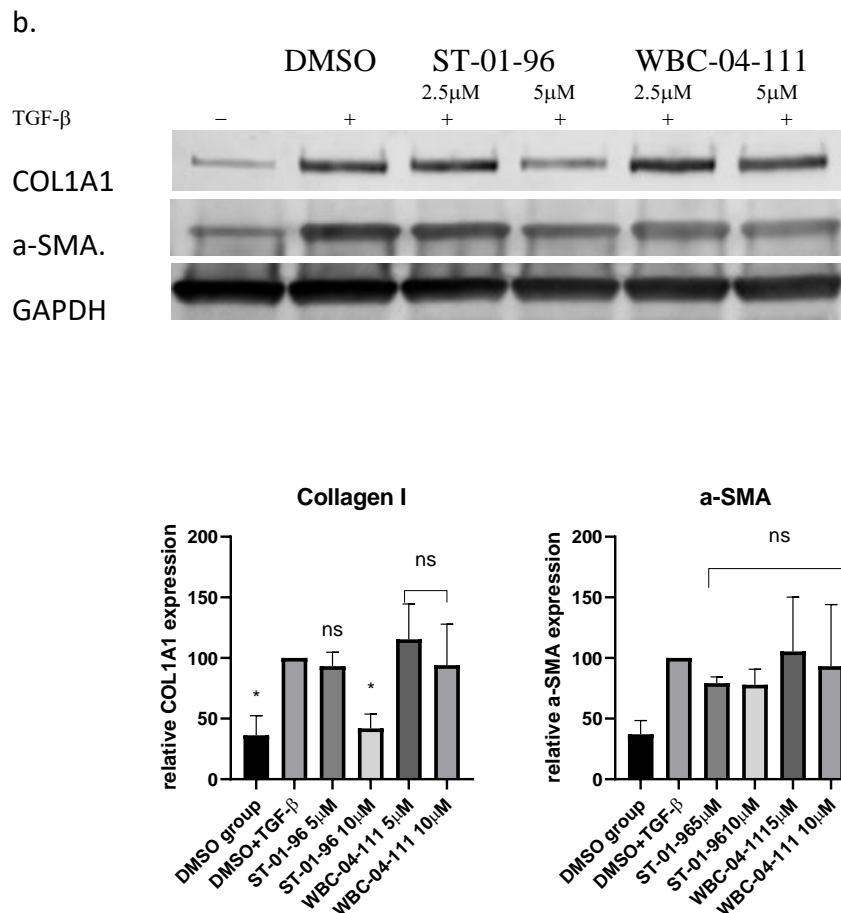 b.
DMSO ST-01-96 WBC-04-111
2.5µM 5µM 2.5µM 5µM
TGF-β − + + + + +
COL1A1
a-SMA.
GAPDH
Collagen I
relative COL1A1 expression
200
150
100
50
0
* ns * ns
DMSO group
DMSO+TGF-β
ST-01-96 5µM
ST-01-96 10µM
WBC-04-111 5µM
WBC-04-111 10µM
a-SMA
relative a-SMA expression
200
150
100
50
0
ns
DMSO group
DMSO+TGF-β
ST-01-965µM
ST-01-9610µM
WBC-04-1115µM
WBC-04-111 10µM